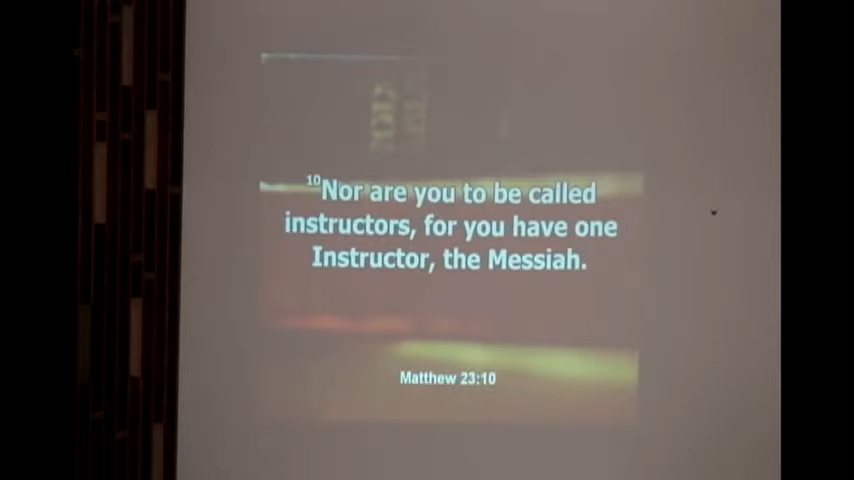 10Nor are you to be called
instructors, for you have one
Instructor, the Messiah.
Matthew 23:10